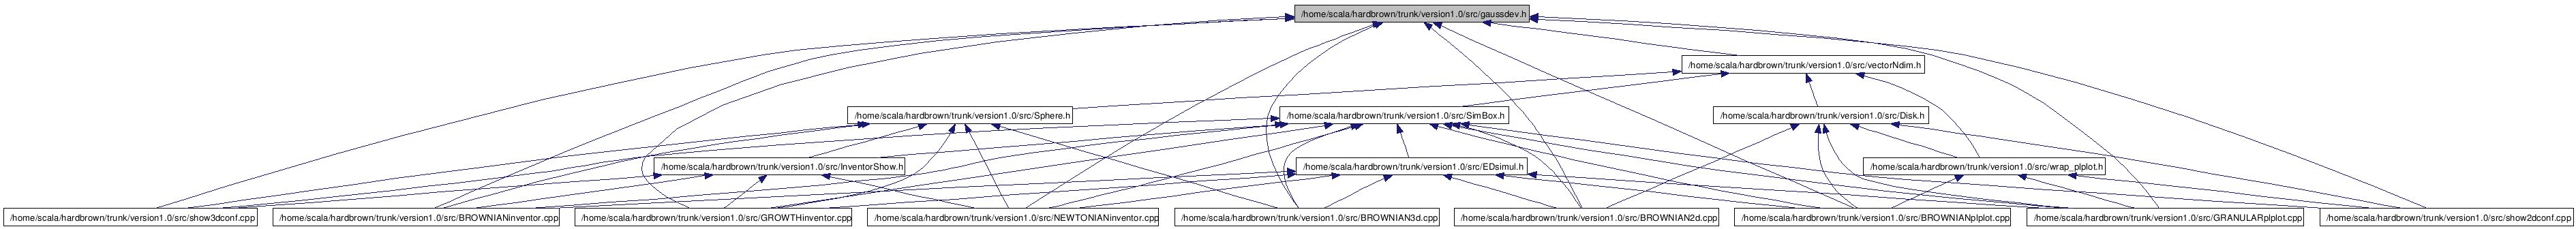 /home/scala/hardbrown/trunk/version1.0/src/gaussdev.h
/home/scala/hardbrown/trunk/version1.0/src/vectorNdim.h
/home/scala/hardbrown/trunk/version1.0/src/Sphere.h
/home/scala/hardbrown/trunk/version1.0/src/SimBox.h
/home/scala/hardbrown/trunk/version1.0/src/Disk.h
/home/scala/hardbrown/trunk/version1.0/src/InventorShow.h
/home/scala/hardbrown/trunk/version1.0/src/EDsimul.h
/home/scala/hardbrown/trunk/version1.0/src/wrap_plplot.h
/home/scala/hardbrown/trunk/version1.0/src/show3dconf.cpp
/home/scala/hardbrown/trunk/version1.0/src/BROWNIANinventor.cpp
/home/scala/hardbrown/trunk/version1.0/src/GROWTHinventor.cpp
/home/scala/hardbrown/trunk/version1.0/src/NEWTONIANinventor.cpp
/home/scala/hardbrown/trunk/version1.0/src/BROWNIAN3d.cpp
/home/scala/hardbrown/trunk/version1.0/src/BROWNIAN2d.cpp
/home/scala/hardbrown/trunk/version1.0/src/BROWNIANplplot.cpp
/home/scala/hardbrown/trunk/version1.0/src/GRANULARplplot.cpp
/home/scala/hardbrown/trunk/version1.0/src/show2dconf.cpp